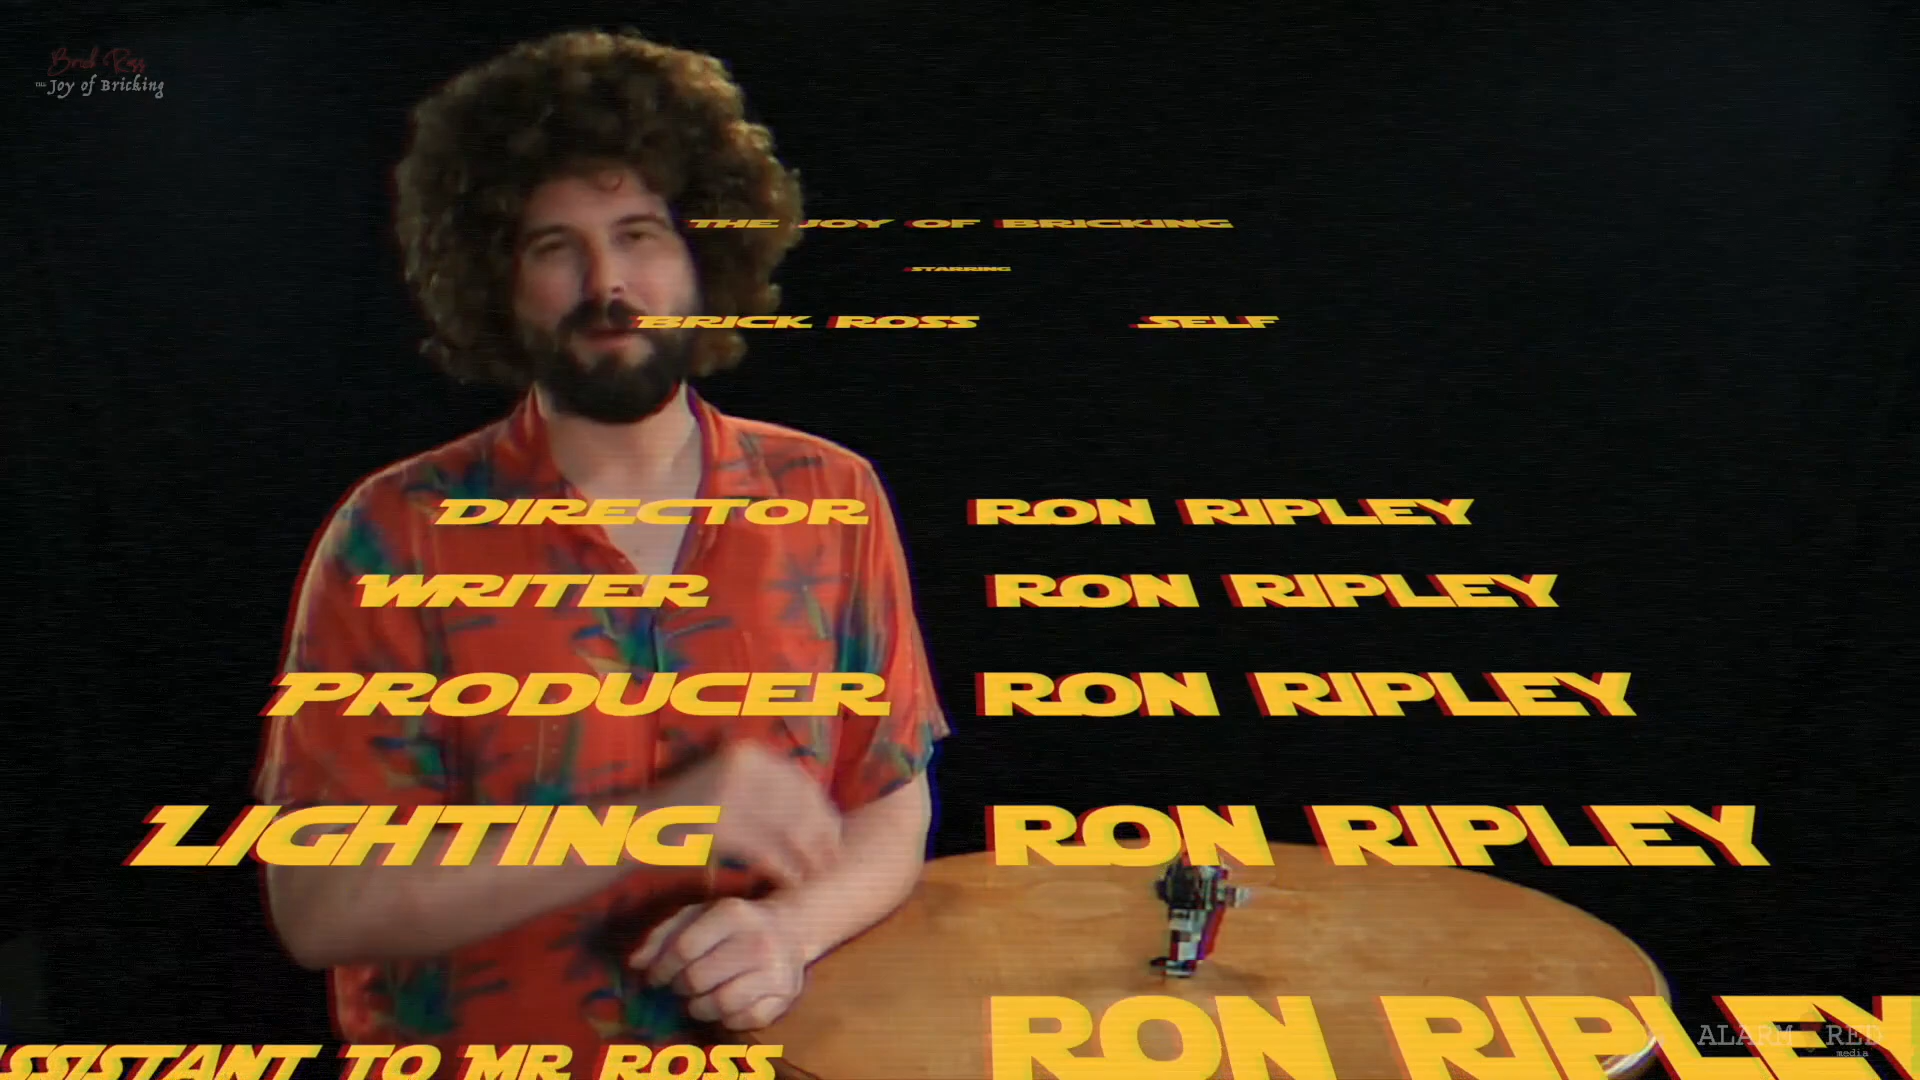 Brick Ross
THE Joy of Bricking
THE JOY OF BRICKING
STARRING
BRICK ROSS SELF
DIRECTOR RON RIPLEY
WRITER RON RIPLEY
PRODUCER RON RIPLEY
LIGHTING RON RIPLEY
ASSISTANT TO MR ROSS RON RIPLEY
ALARM RED
media